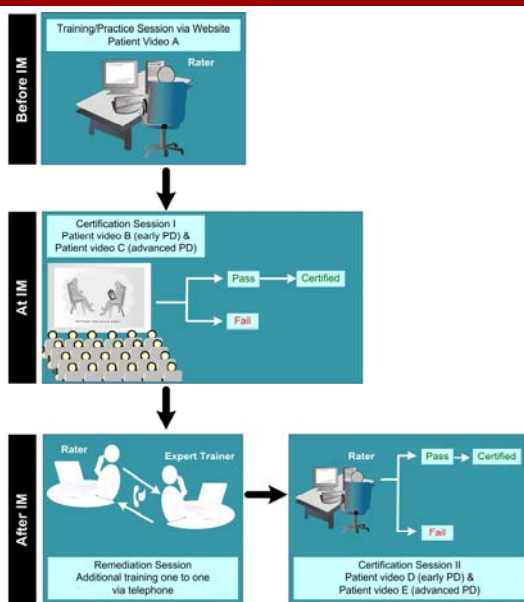 Before IM
Training/Practice Session via Website
Patient Video A
Rater
At IM
Certification Session I
Patient video B (early PD) &
Patient video C (advanced PD)
Pass
Certified
Fail
After IM
Rater
Expert Trainer
Remediation Session
Additional training one to one
via telephone
Rater
Pass
Certified
Fail
Certification Session II
Patient video D (early PD) &
Patient video E (advanced PD)